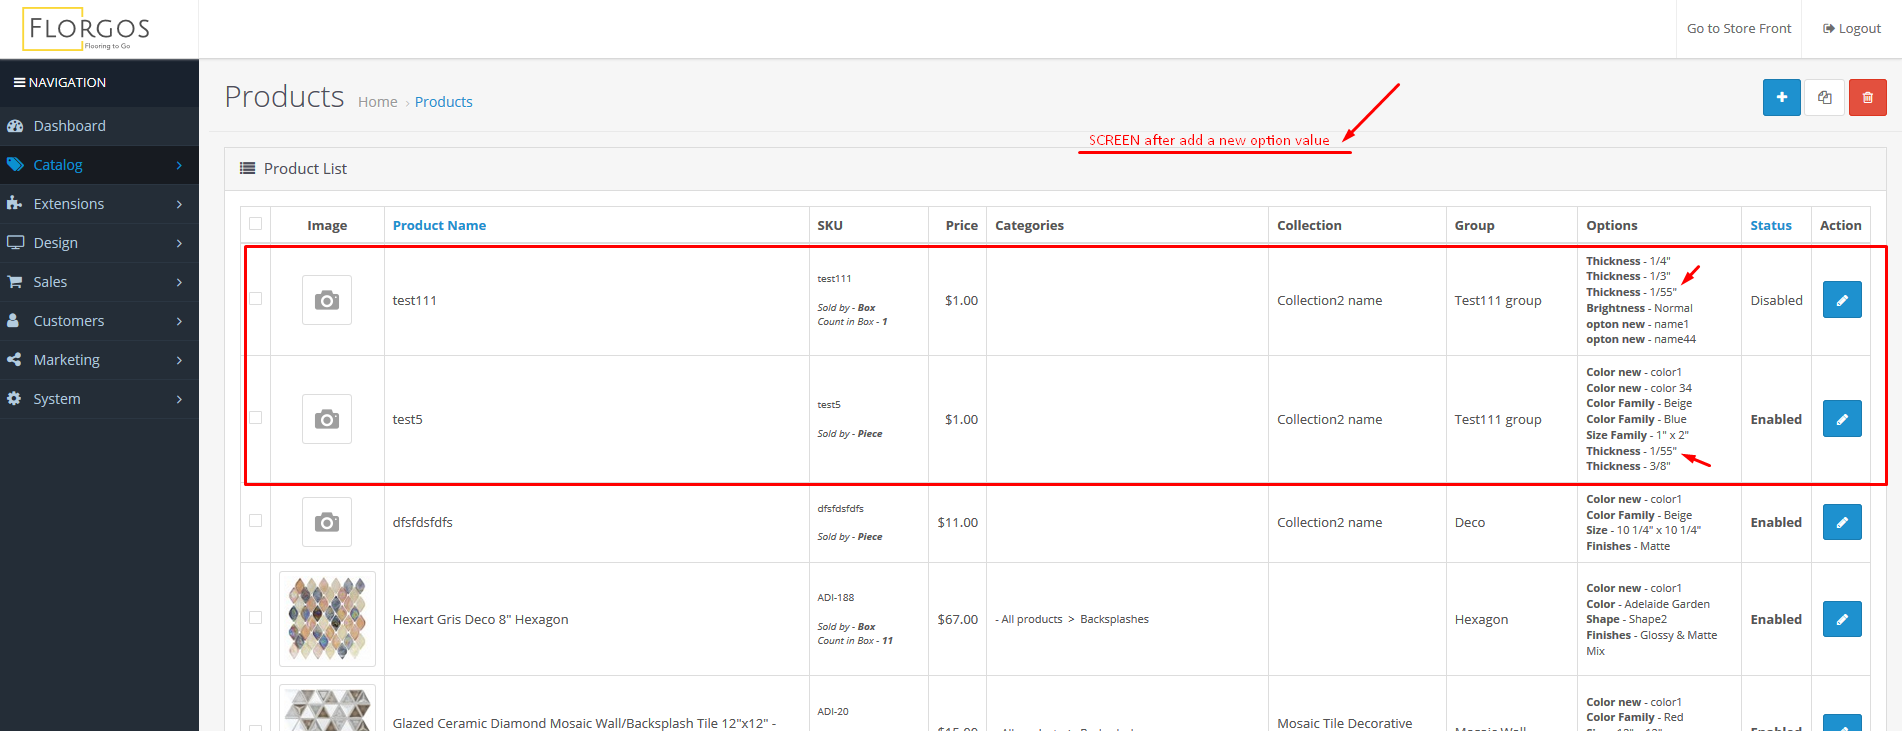 FLORGOS
Flooring to Go
Go to Store Front
Logout
NAVIGATION
Dashboard
Catalog
Extensions
Design
Sales
Customers
Marketing
System
Products Home › Products
SCREEN after add a new option value
Product List
Image Product Name SKU Price Categories Collection Group Options Status Action
test111
test111
Sold by - Box
Count in Box - 1
$1.00
Collection2 name
Test111 group
Thickness - 1/4"
Thickness - 1/3"
Thickness - 1/55"
Brightness - Normal
opton new - name1
opton new - name44
Disabled
test5
test5
Sold by - Piece
$1.00
Collection2 name
Test111 group
Color new - color1
Color new - color 34
Color Family - Beige
Color Family - Blue
Size Family - 1" x 2"
Thickness - 1/55"
Thickness - 3/8"
Enabled
dfsfdsfdfs
dfsfdsfdfs
Sold by - Piece
$11.00
Collection2 name
Deco
Color new - color1
Color Family - Beige
Size - 10 1/4" x 10 1/4"
Finishes - Matte
Enabled
Hexart Gris Deco 8" Hexagon
ADI-188
Sold by - Box
Count in Box - 11
$67.00
- All products > Backsplashes
Hexagon
Color new - color1
Color - Adelaide Garden
Shape - Shape2
Finishes - Glossy & Matte
Mix
Enabled
Glazed Ceramic Diamond Mosaic Wall/Backsplash Tile 12"x12" -
ADI-20
Mosaic Tile Decorative
Color new - color1
Color Family - Red